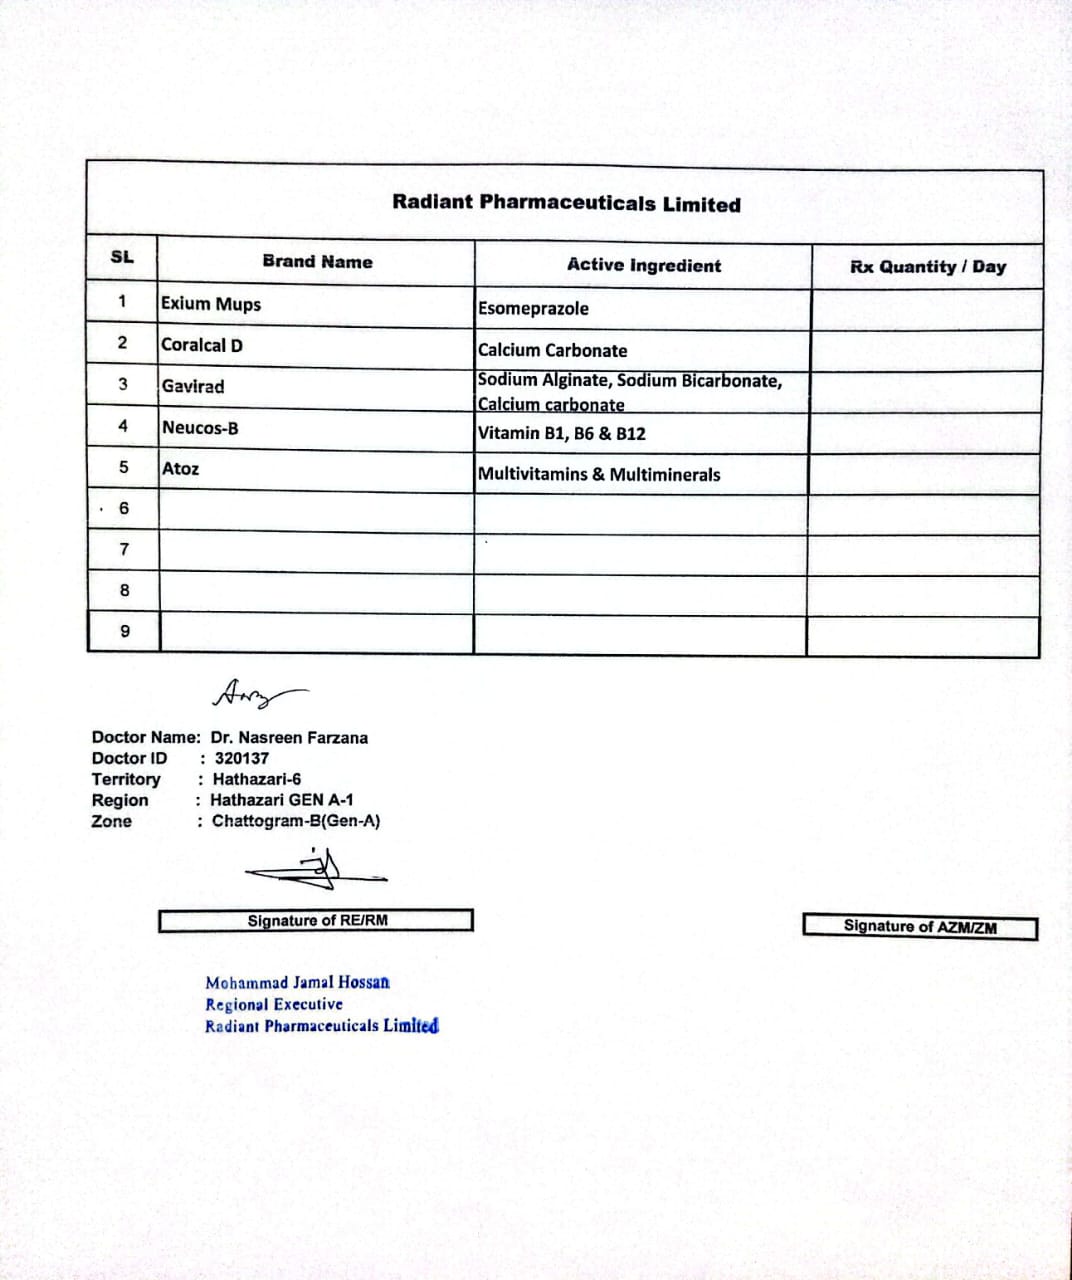 Radiant Pharmaceuticals Limited
SL Brand Name Active Ingredient Rx Quantity / Day
1 Exium Mups Esomeprazole
2 Coralcal D Calcium Carbonate
3 Gavirad Sodium Alginate, Sodium Bicarbonate,
Calcium carbonate
4 Neucos-B Vitamin B1, B6 & B12
5 Atoz Multivitamins & Multiminerals
6
7
8
9
Doctor Name: Dr. Nasreen Farzana
Doctor ID : 320137
Territory : Hathazari-6
Region : Hathazari GEN A-1
Zone : Chattogram-B(Gen-A)
Signature of RE/RM Signature of AZM/ZM
Mohammad Jamal Hossan
Regional Executive
Radiant Pharmaceuticals Limited